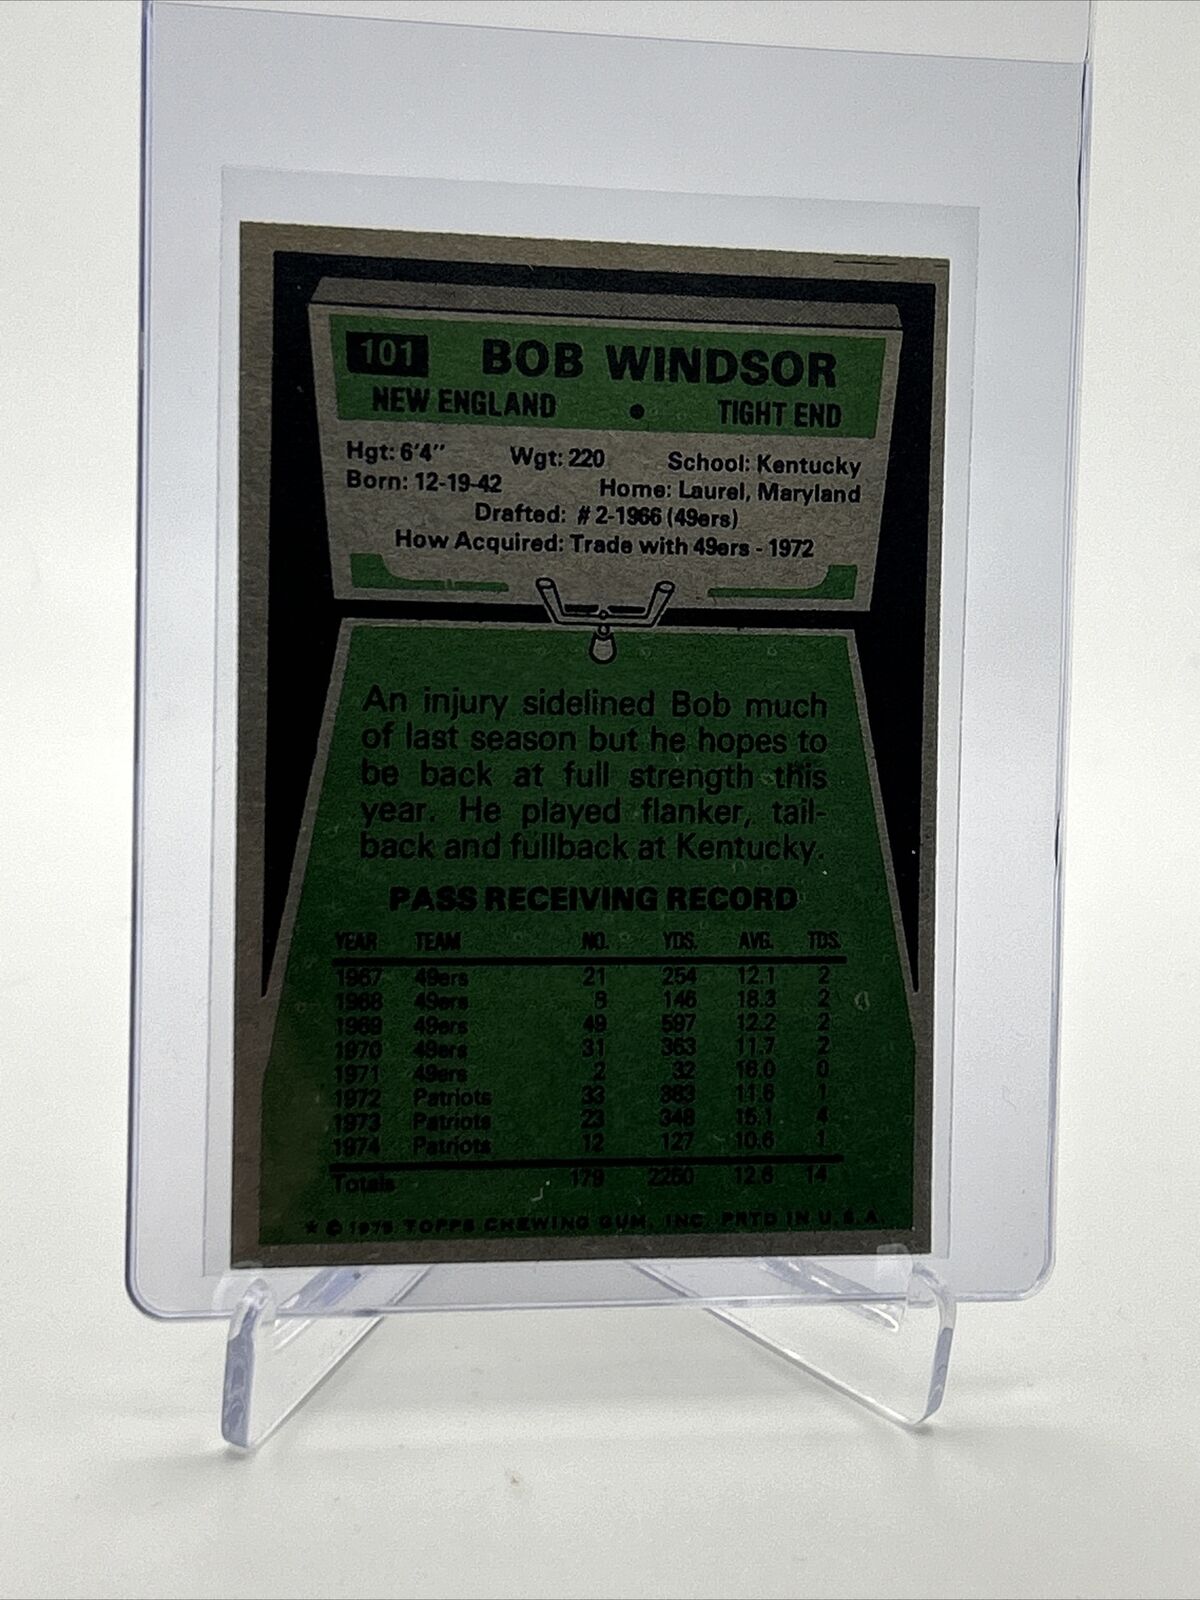 101 BOB WINDSOR
NEW ENGLAND • TIGHT END
Hgt: 6'4" Wgt: 220 School: Kentucky
Born: 12-19-42 Home: Laurel, Maryland
Drafted: #2-1966 (49ers)
How Acquired: Trade with 49ers - 1972
An injury sidelined Bob much
of last season but he hopes to
be back at full strength this
year. He played flanker, tail-
back and fullback at Kentucky.
PASS RECEIVING RECORD
YEAR TEAM NO. YDS. AVG. TDS.
1967 49ers 21 254 12.1 2
1968 49ers 8 146 18.3 2
1969 49ers 49 597 12.2 2
1970 49ers 31 363 11.7 2
1971 49ers 2 32 16.0 0
1972 Patriots 33 383 11.6 1
1973 Patriots 23 348 15.1 4
1974 Patriots 12 127 10.6 1
Totals 179 2250 12.6 14
★ © 1975 TOPPS CHEWING GUM, INC. PRTD IN U.S.A.